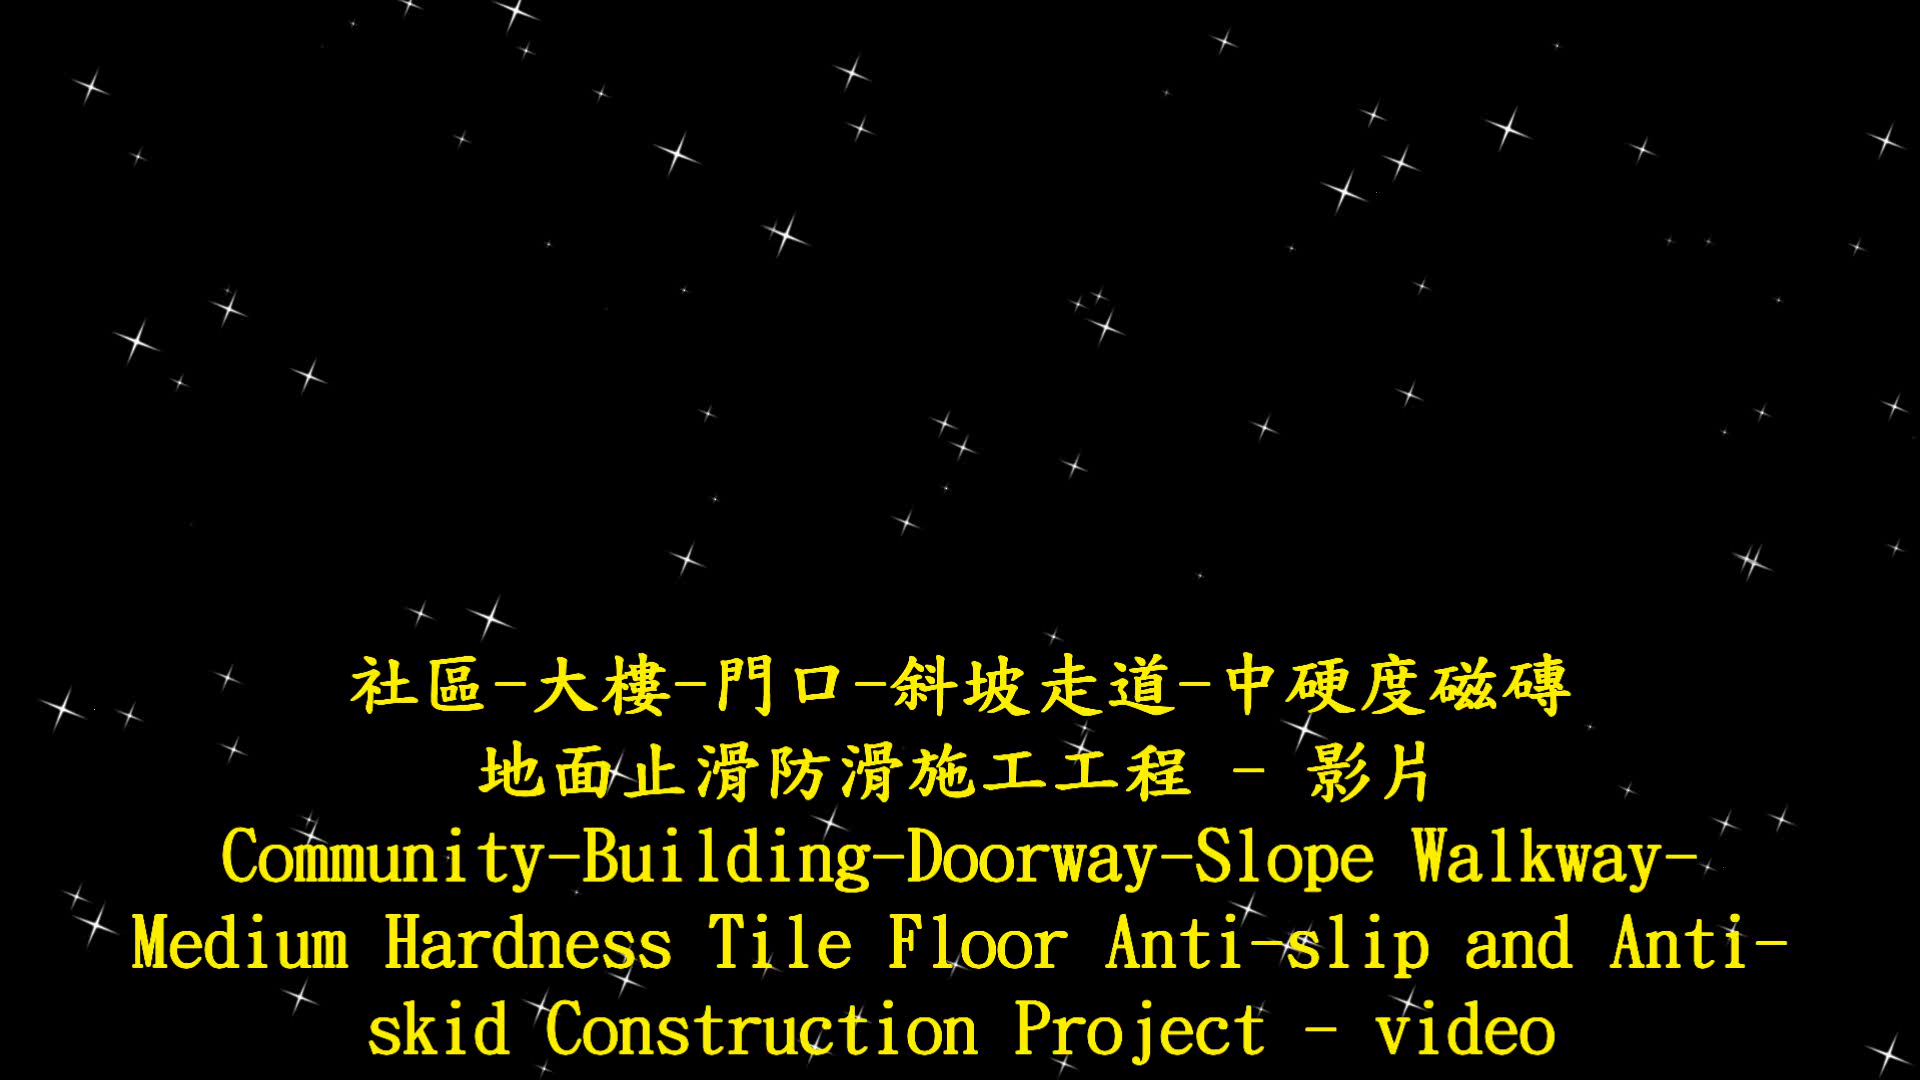 社區-大樓-門口-斜坡走道-中硬度磁磚
地面止滑防滑施工工程 - 影片
Community-Building-Doorway-Slope Walkway-
Medium Hardness Tile Floor Anti-slip and Anti-
skid Construction Project - video